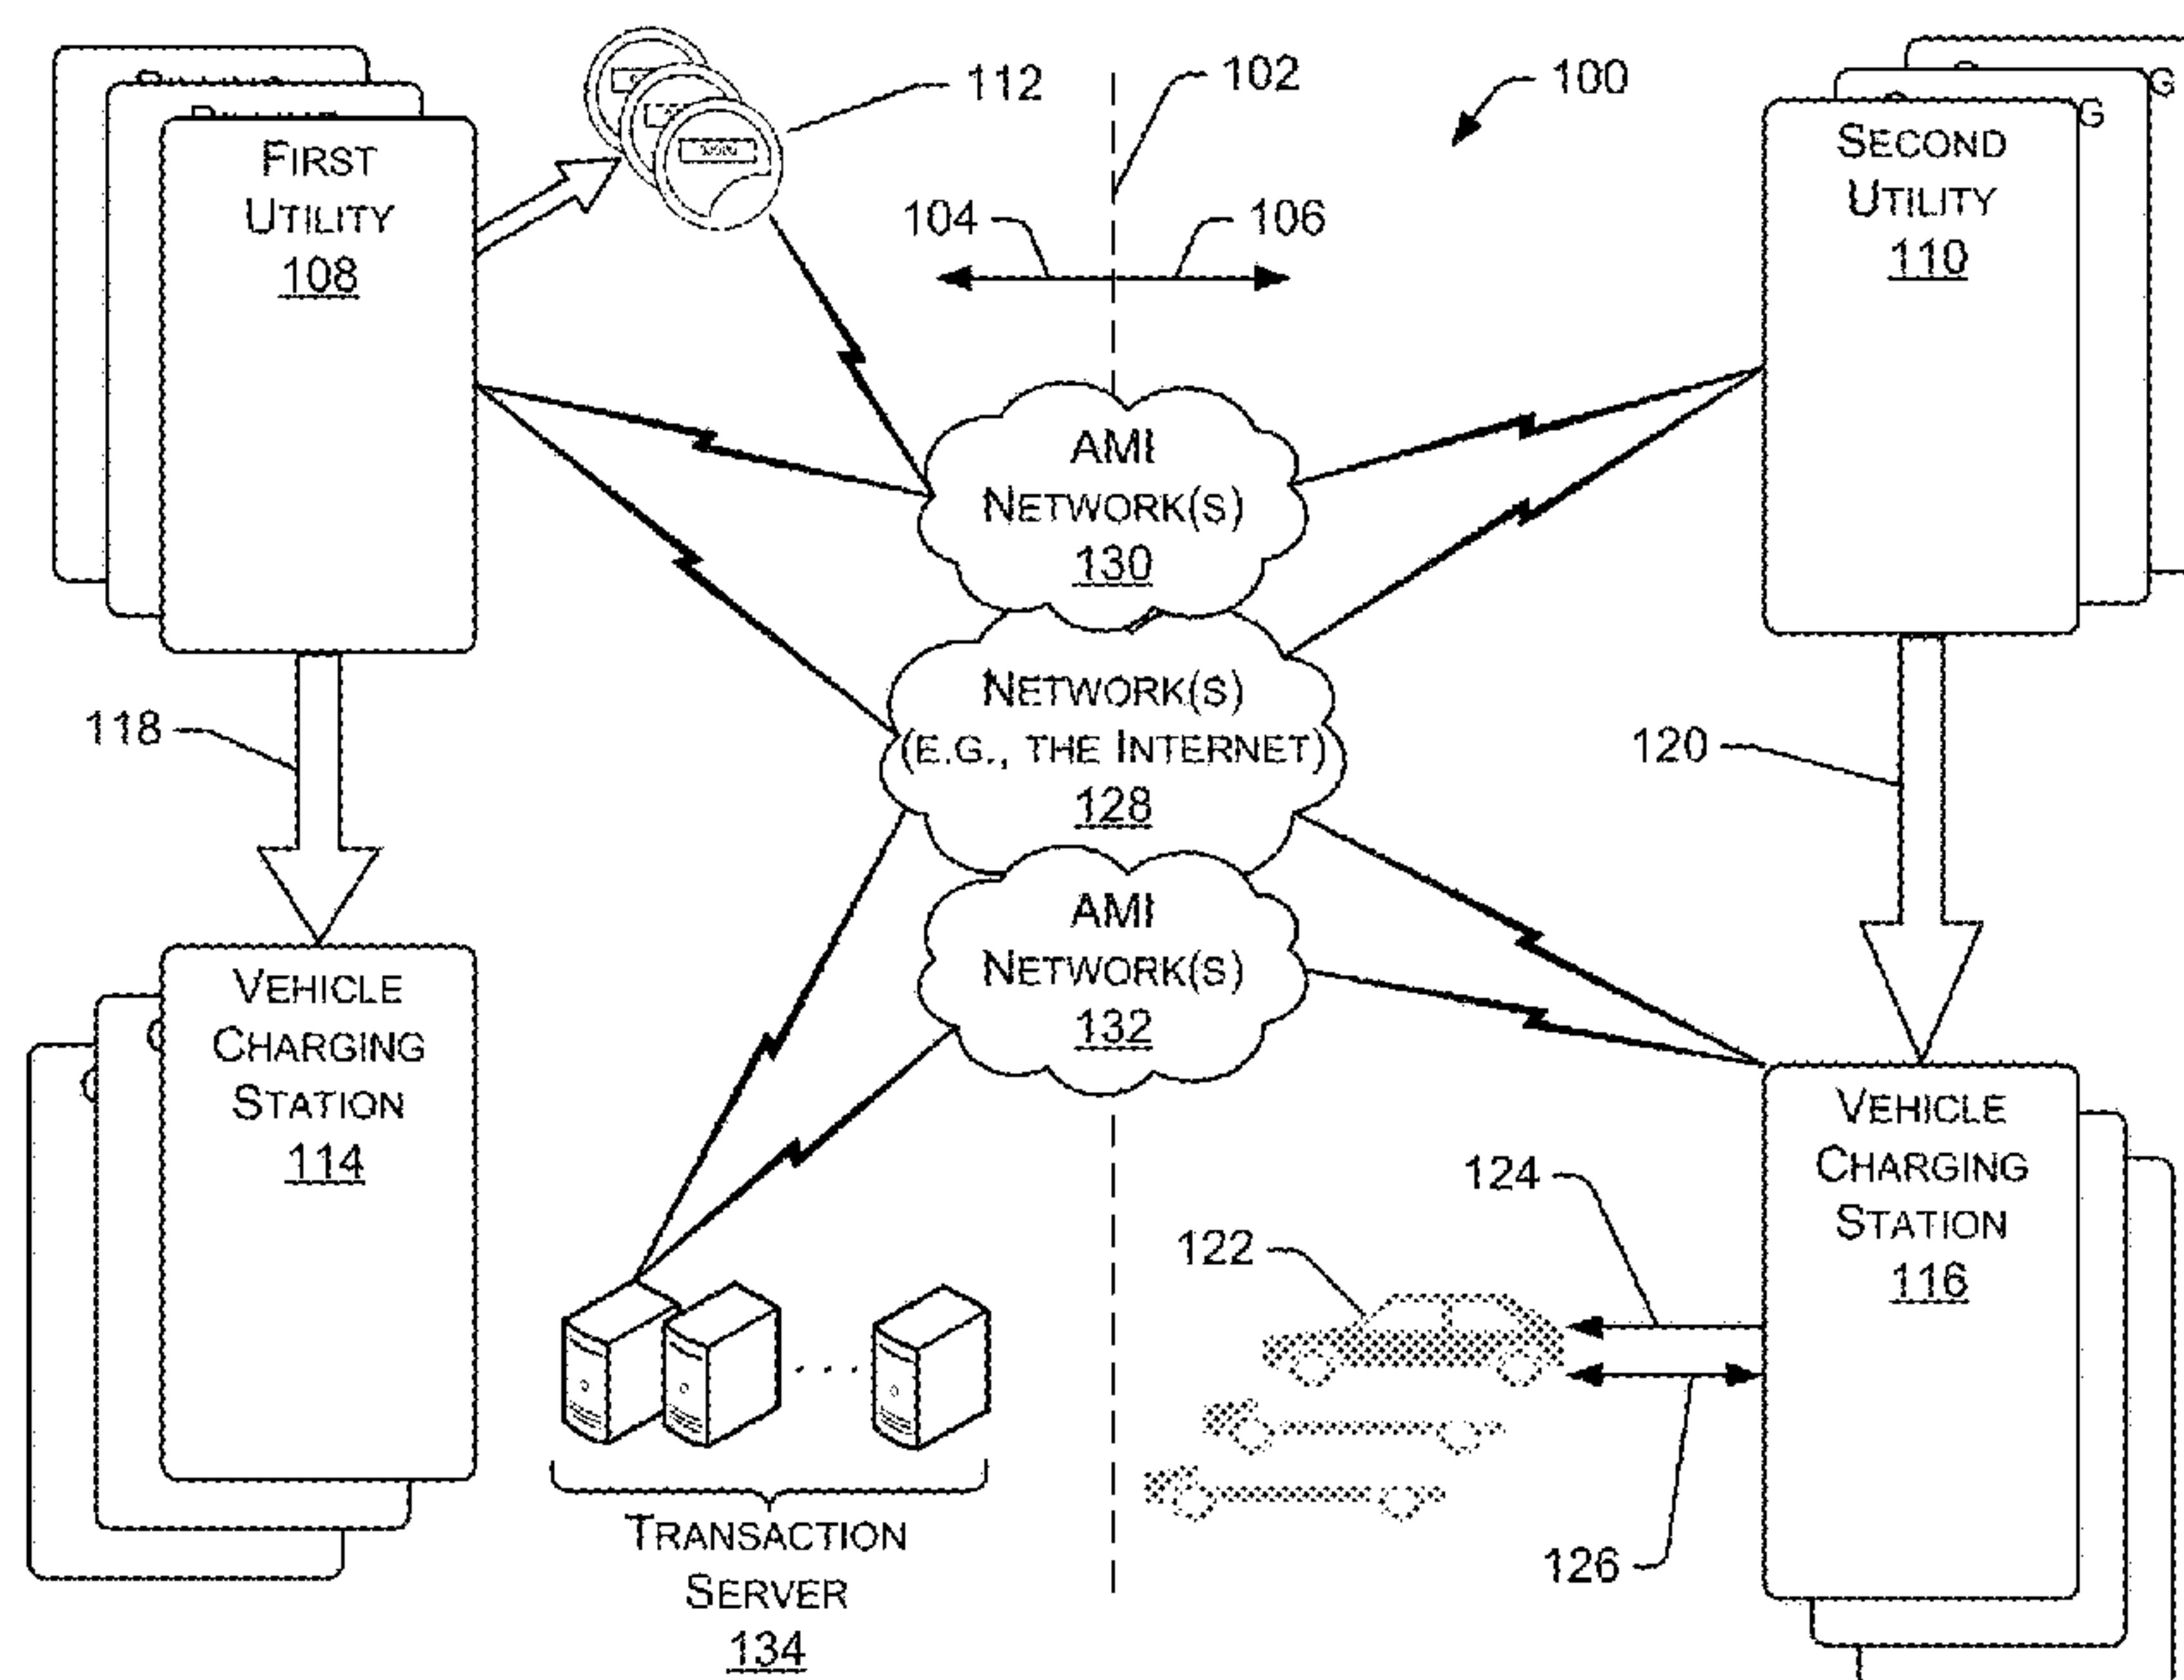 112
102
100
FIRST
UTILITY
108
104
106
SECOND
UTILITY
110
AMI
NETWORK(S)
130
NETWORK(S)
(E.G., THE INTERNET)
128
118
120
AMI
NETWORK(S)
132
VEHICLE
CHARGING
STATION
114
VEHICLE
CHARGING
STATION
116
124
122
126
TRANSACTION
SERVER
134